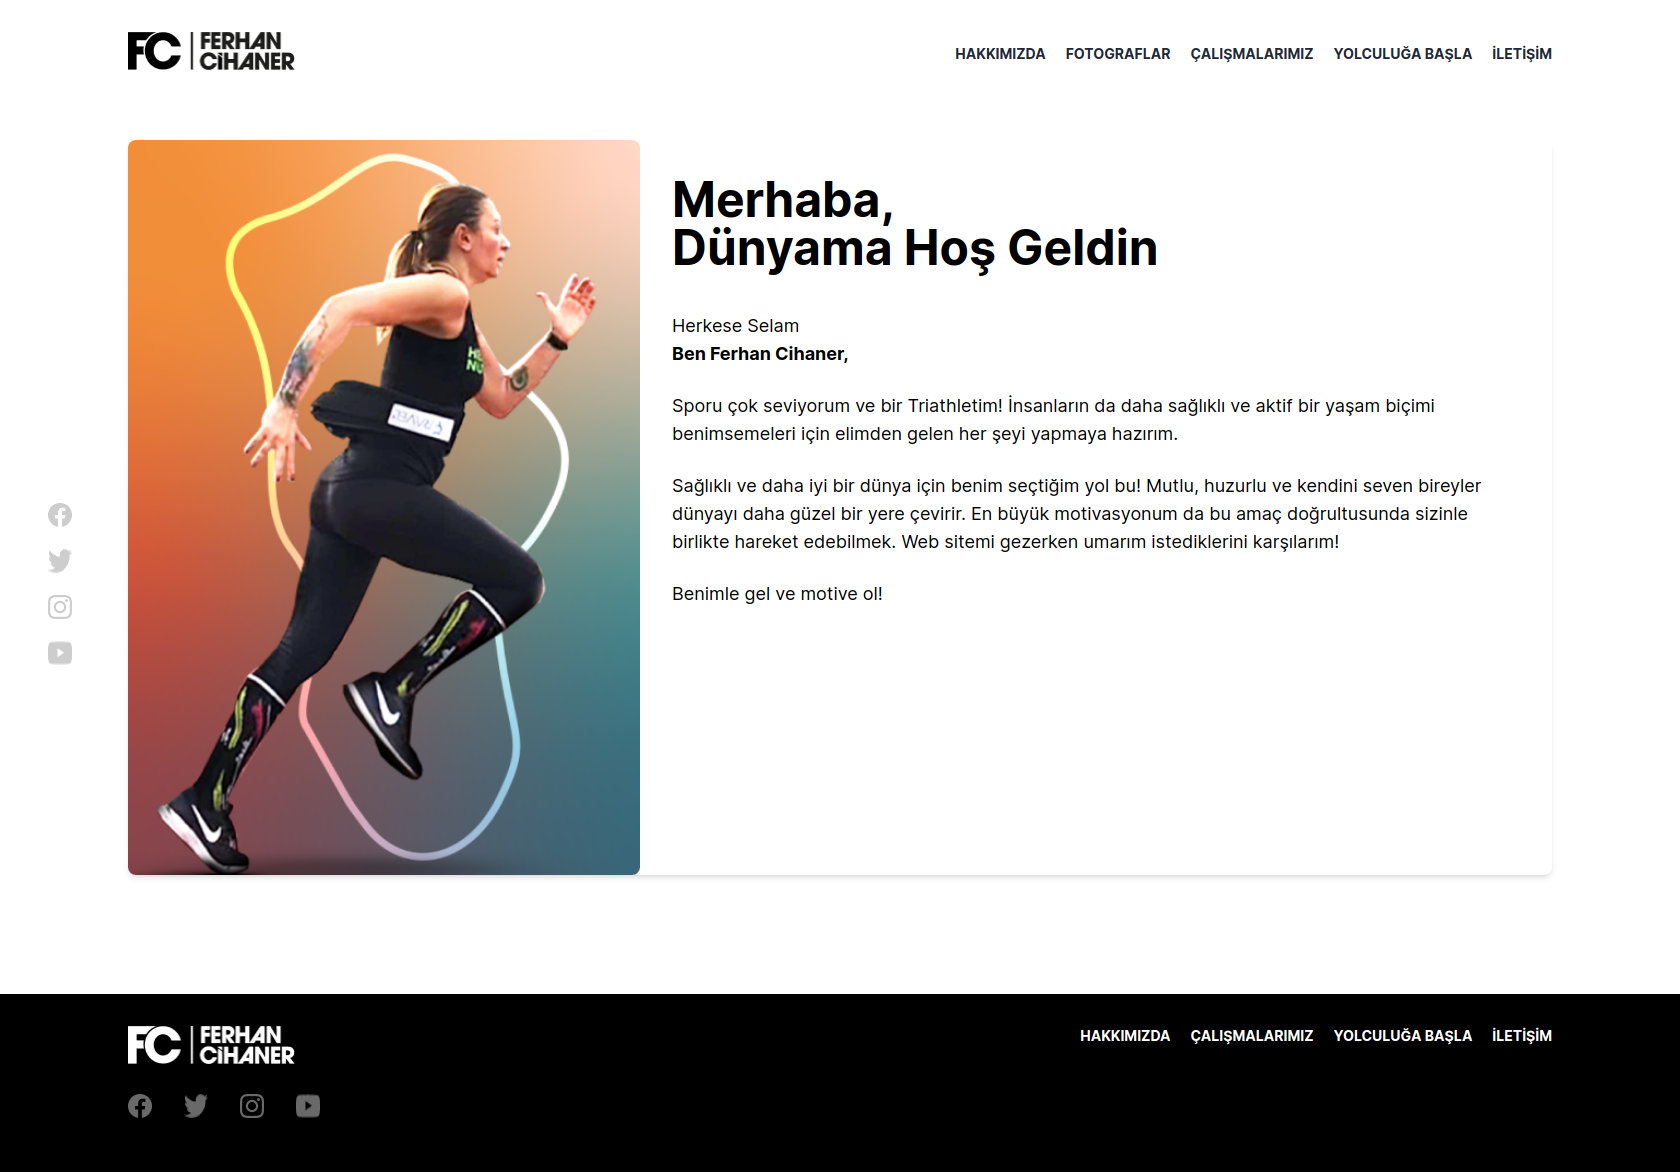 FC FERHAN
CİHANER
HAKKIMIZDA FOTOGRAFLAR ÇALIŞMALARIMIZ YOLCULUĞA BAŞLA İLETİŞİM
Merhaba,
Dünyama Hoş Geldin
Herkese Selam
Ben Ferhan Cihaner,
Sporu çok seviyorum ve bir Triathletim! İnsanların da daha sağlıklı ve aktif bir yaşam biçimi
benimsemeleri için elimden gelen her şeyi yapmaya hazırım.
Sağlıklı ve daha iyi bir dünya için benim seçtiğim yol bu! Mutlu, huzurlu ve kendini seven bireyler
dünyayı daha güzel bir yere çevirir. En büyük motivasyonum da bu amaç doğrultusunda sizinle
birlikte hareket edebilmek. Web sitemi gezerken umarım istediklerini karşılarım!
Benimle gel ve motive ol!
FC FERHAN
CİHANER
HAKKIMIZDA ÇALIŞMALARIMIZ YOLCULUĞA BAŞLA İLETİŞİM